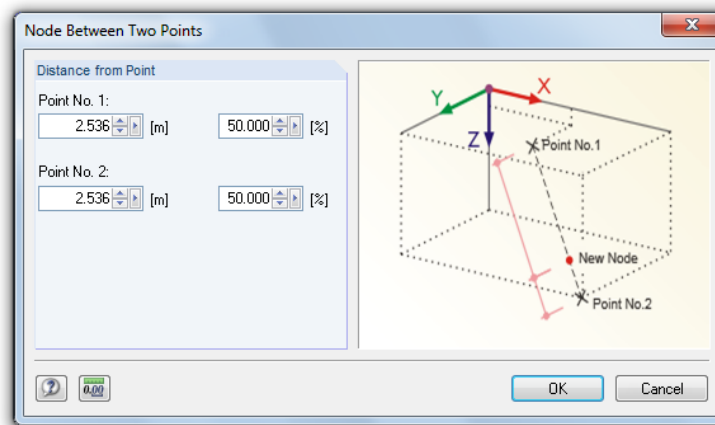 Node Between Two Points
Distance from Point
Point No. 1:
2.536 [m] 50.000 [%]
Point No. 2:
2.536 [m] 50.000 [%]
X
Y
Z
Point No.1
New Node
Point No.2
0.00
OK Cancel